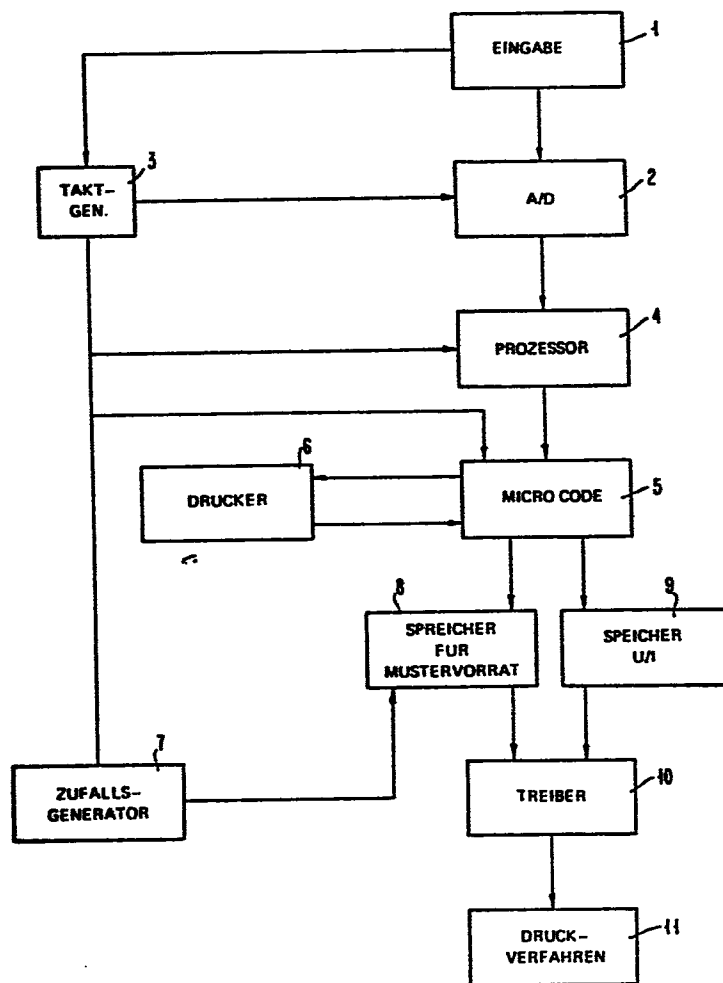 1
EINGABE
3
TAKT-
GEN.
2
A/D
4
PROZESSOR
6
DRUCKER
5
MICRO CODE
8
SPREICHER
FUR
MUSTERVORRAT
9
SPEICHER
U/I
7
ZUFALLS-
GENERATOR
10
TREIBER
11
DRUCK-
VERFAHREN